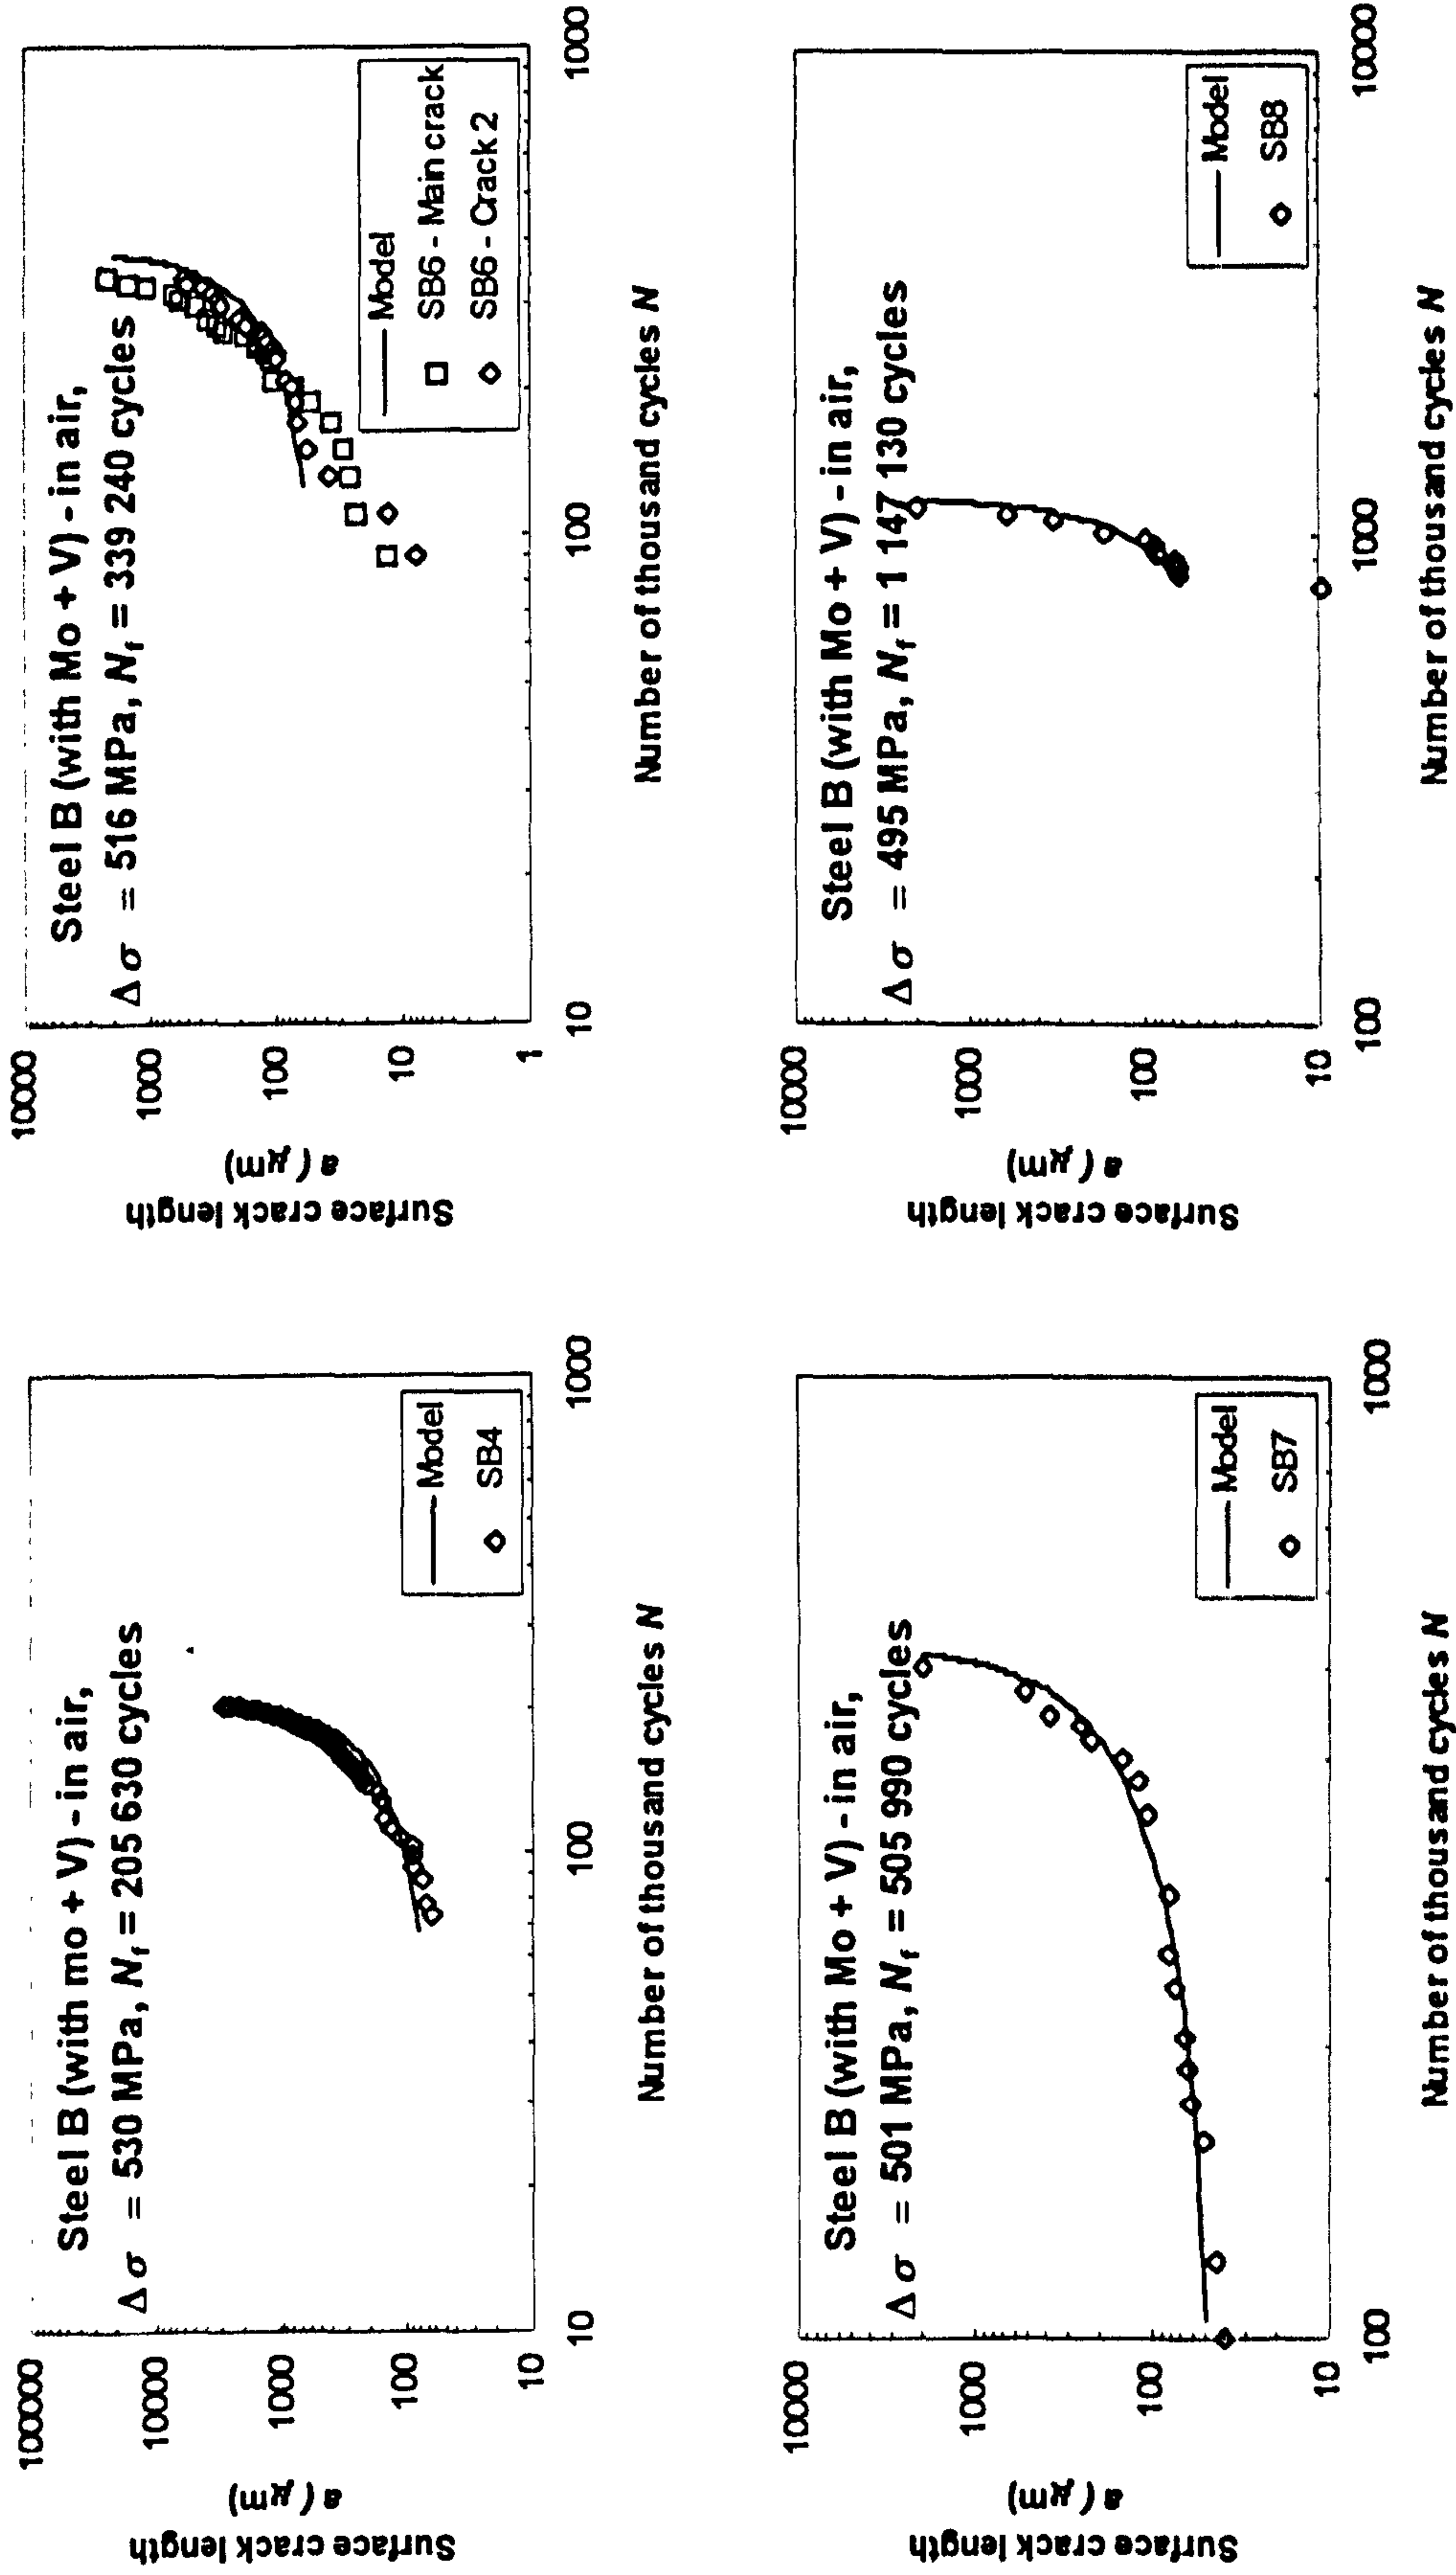 Steel B (with mo + V) - in air,
Δσ = 530 MPa, Nf = 205 630 cycles
100000
10000
1000
100
10
Surface crack length
a ( μm)
10
100
1000
Number of thousand cycles N
Model
SB4
Steel B (with Mo + V) - in air,
Δσ = 516 MPa, Nf = 339 240 cycles
10000
1000
100
10
1
Surface crack length
a ( μm)
10
100
1000
Number of thousand cycles N
Model
SB6 - Main crack
SB6 - Crack 2
Steel B (with Mo + V) - in air,
Δσ = 501 MPa, Nf = 505 990 cycles
10000
1000
100
10
Surface crack length
a ( μm)
100
1000
Number of thousand cycles N
Model
SB7
Steel B (with Mo + V) - in air,
Δσ = 495 MPa, Nf = 1 147 130 cycles
10000
1000
100
10
Surface crack length
a ( μm)
100
1000
10000
Number of thousand cycles N
Model
SB8